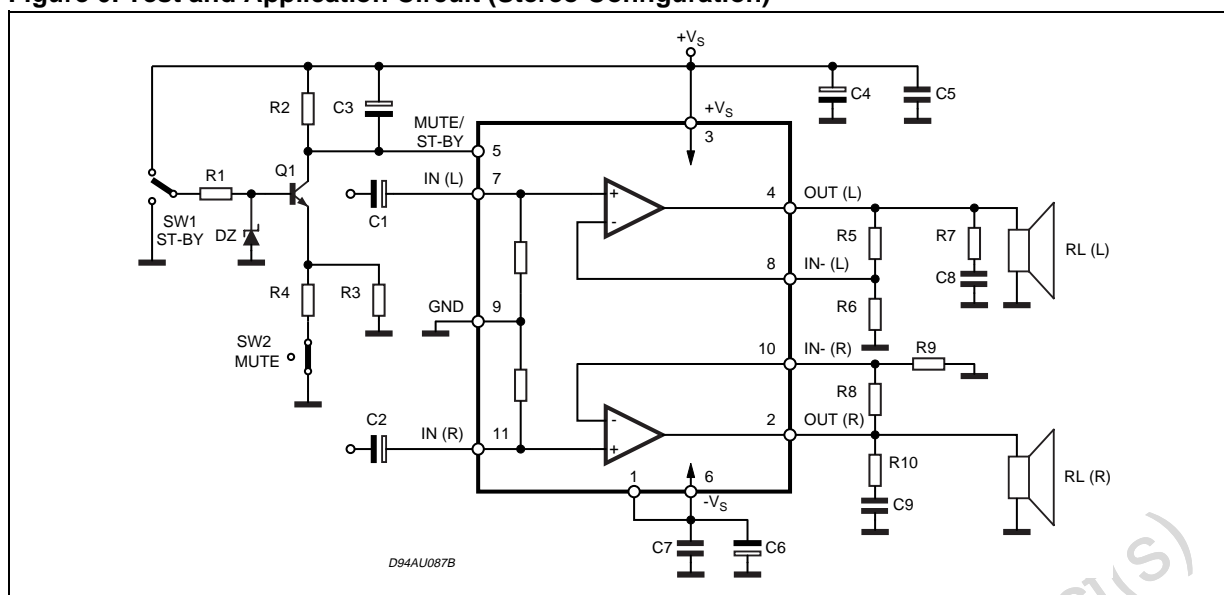 Figure 3. Test and Application Circuit (Stereo Configuration)
+VS
R2
C3
C4
C5
+VS
3
MUTE/
ST-BY
5
R1
Q1
IN (L)
7
4
OUT (L)
SW1
ST-BY
DZ
C1
R5
R7
RL (L)
8
IN- (L)
C8
R4
R3
GND
9
R6
SW2
MUTE
10
IN- (R)
R9
R8
C2
IN (R)
11
2
OUT (R)
R10
RL (R)
1
6
-VS
C9
C7
C6
D94AU087B